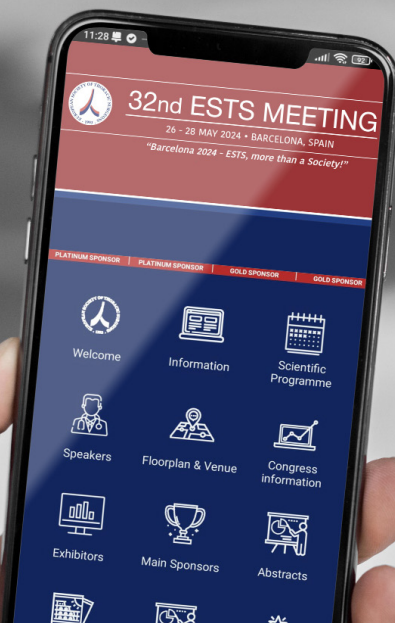 11:28
92
32nd ESTS MEETING
26 - 28 MAY 2024 • BARCELONA, SPAIN
"Barcelona 2024 - ESTS, more than a Society!"
PLATINUM SPONSOR PLATINUM SPONSOR GOLD SPONSOR GOLD SPONSOR
Welcome
Information
Scientific
Programme
Speakers
Floorplan & Venue
Congress
information
Exhibitors
Main Sponsors
Abstracts